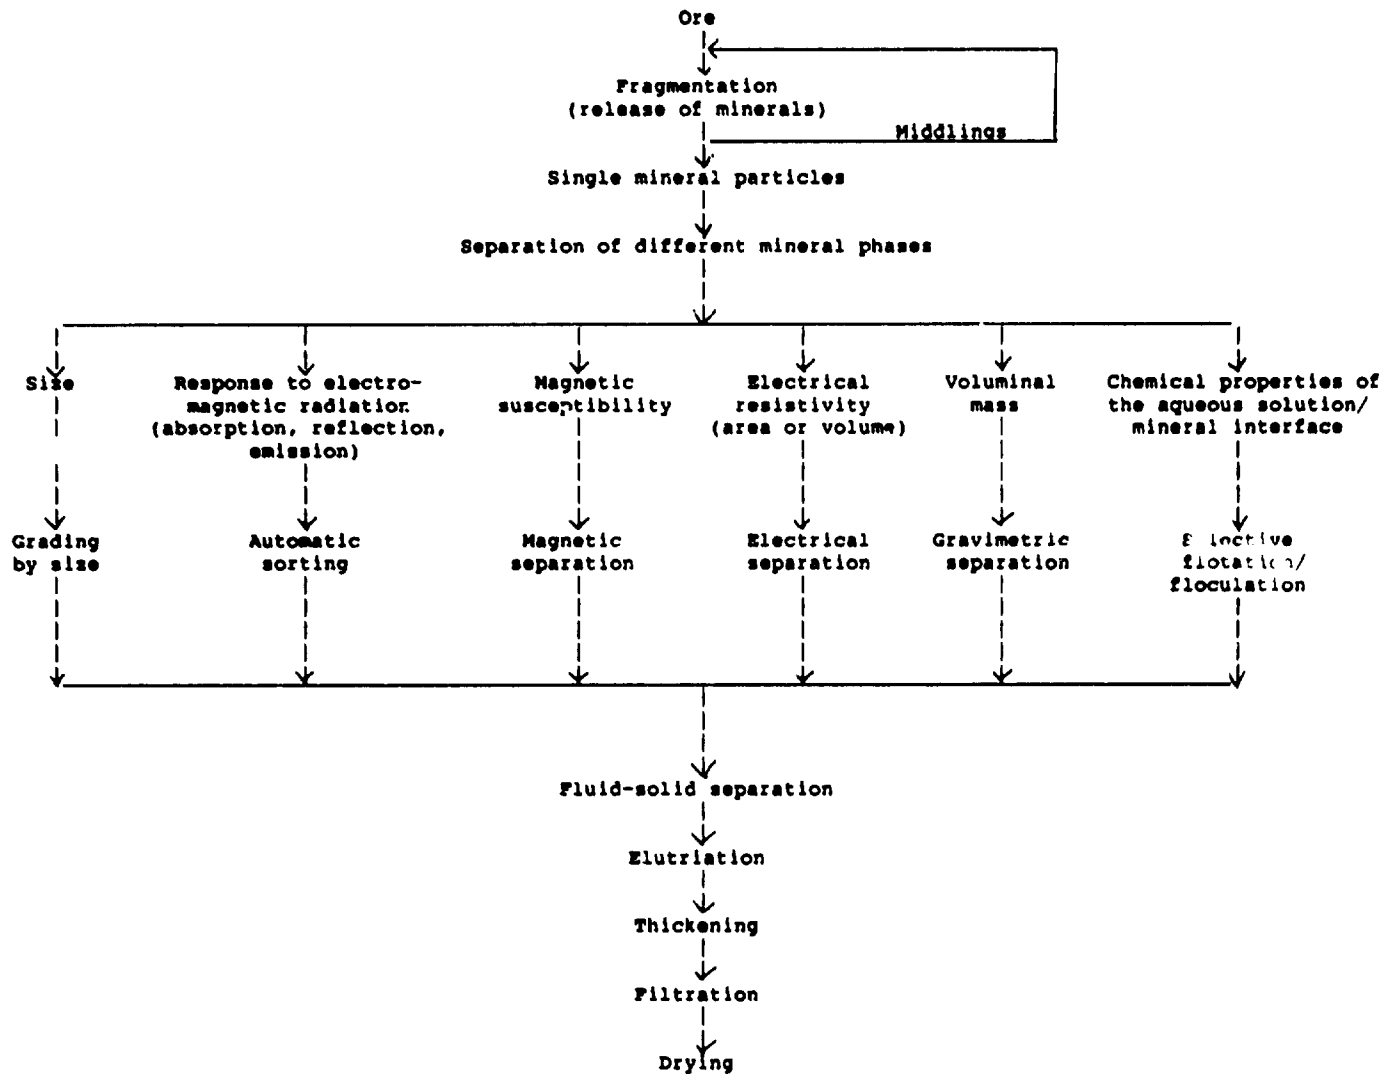 Ore
Fragmentation
(release of minerals)
Middlings
Single mineral particles
Separation of different mineral phases
Size
Response to electro-
magnetic radiation
(absorption, reflection,
emission)
Magnetic
susceptibility
Electrical
resistivity
(area or volume)
Voluminal
mass
Chemical properties of
the aqueous solution/
mineral interface
Grading
by size
Automatic
sorting
Magnetic
separation
Electrical
separation
Gravimetric
separation
flotation/
floculation
Fluid-solid separation
Elutriation
Thickening
Filtration
Drying